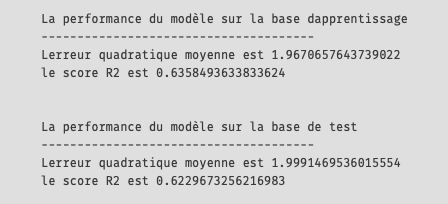 La performance du modèle sur la base dapprentissage
--------------------------------------
Lerreur quadratique moyenne est 1.9670657643739022
le score R2 est 0.6358493633833624
La performance du modèle sur la base de test
--------------------------------------
Lerreur quadratique moyenne est 1.9991469536015554
le score R2 est 0.6229673256216983